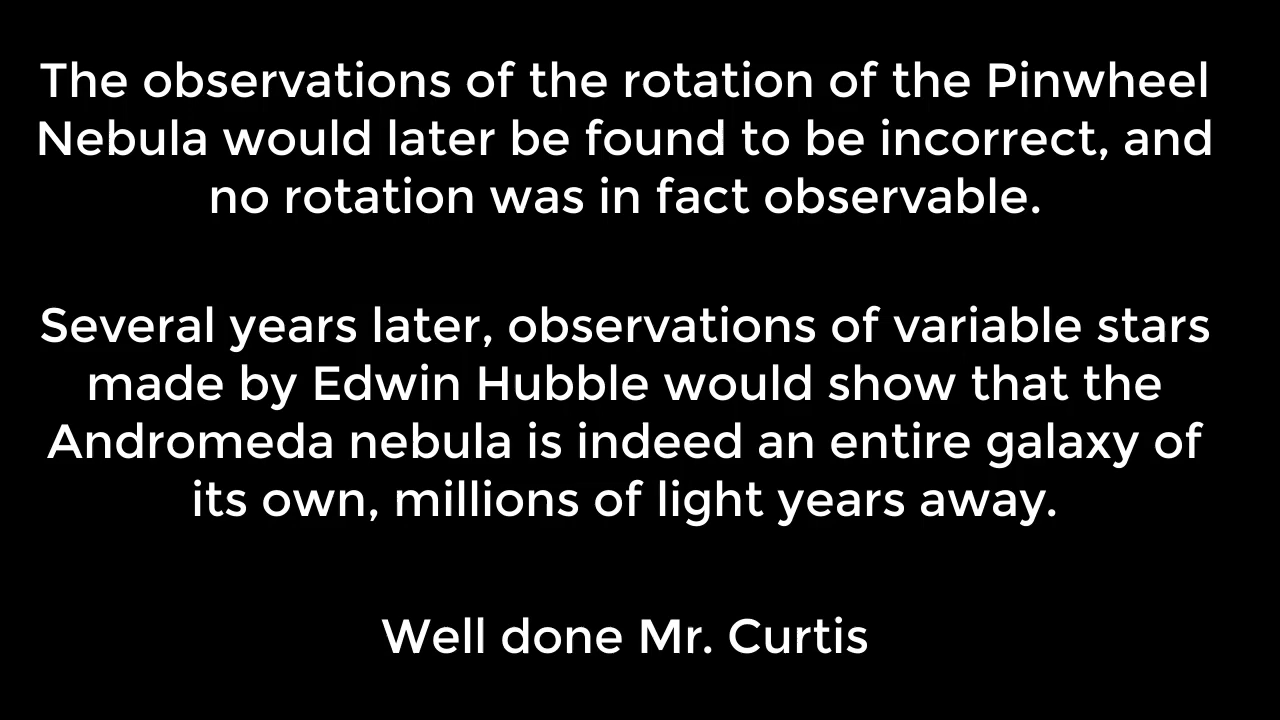 The observations of the rotation of the Pinwheel
Nebula would later be found to be incorrect, and
no rotation was in fact observable.
Several years later, observations of variable stars
made by Edwin Hubble would show that the
Andromeda nebula is indeed an entire galaxy of
its own, millions of light years away.
Well done Mr. Curtis